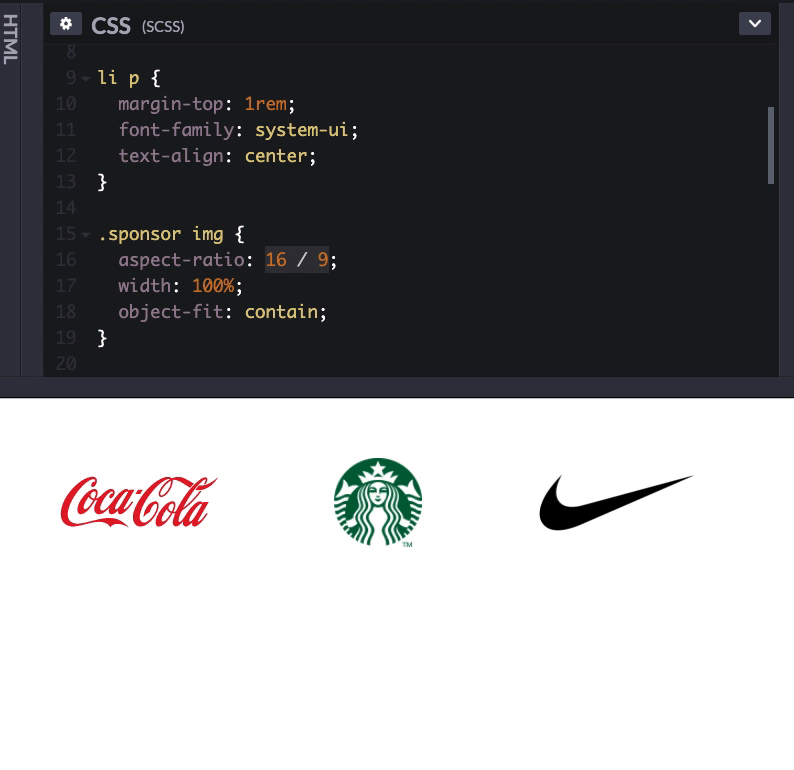 HTML
CSS (SCSS)
8
9 li p {
10 margin-top: 1rem;
11 font-family: system-ui;
12 text-align: center;
13 }
14
15 .sponsor img {
16 aspect-ratio: 16 / 9;
17 width: 100%;
18 object-fit: contain;
19 }
20
Coca-Cola
TM